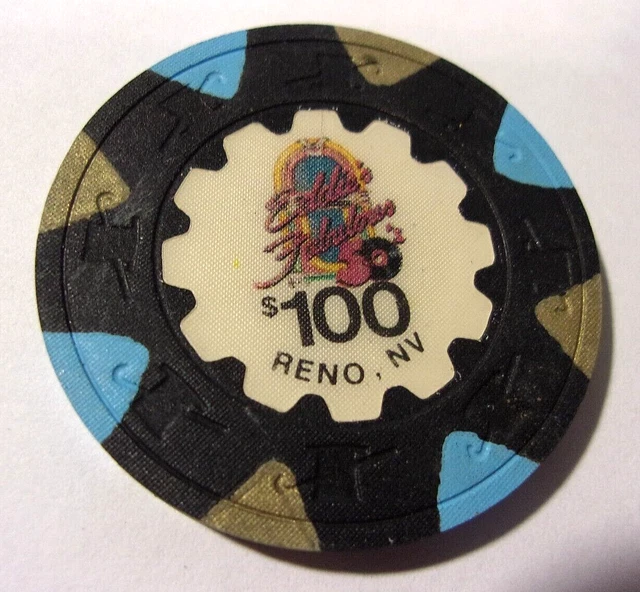 Eddie's
Fabulous
50's
$100
RENO, NV